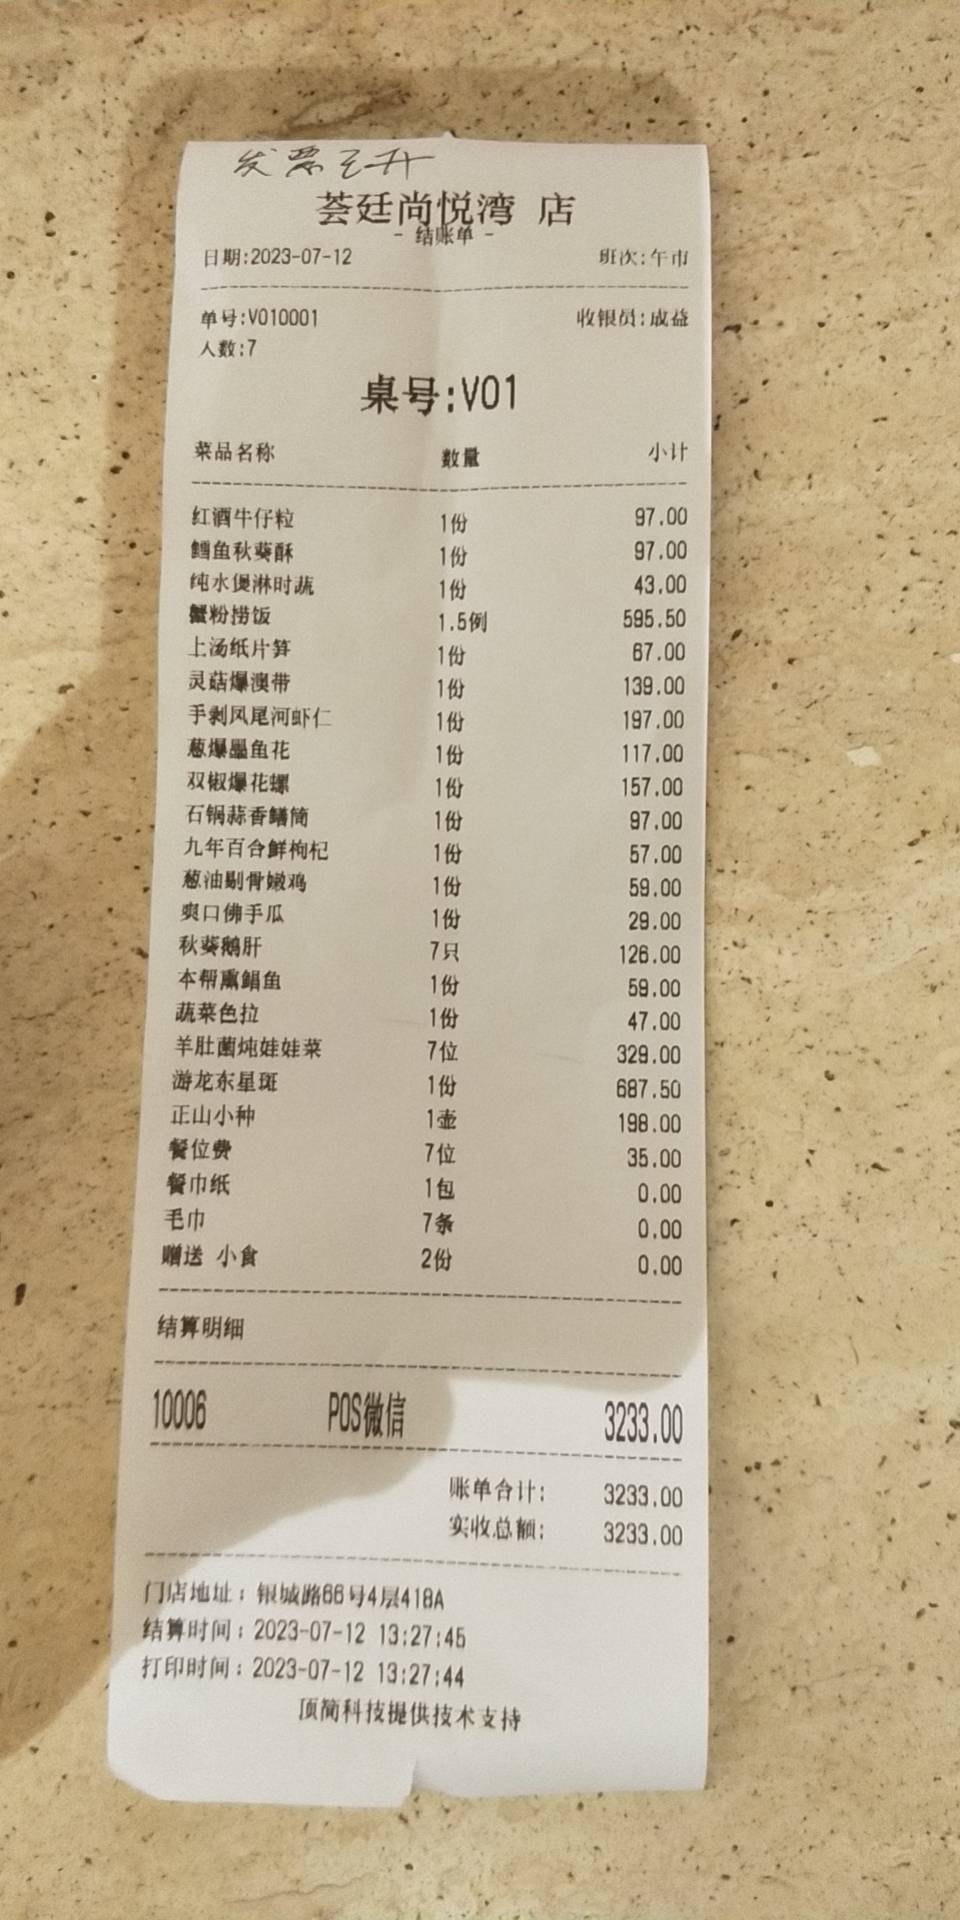 发票已开
荟廷尚悦湾 店
- 结账单 -
日期:2023-07-12 班次:午市
单号:V010001 收银员:成益
人数:7
桌号:V01
菜品名称 数量 小计
红酒牛仔粒 1份 97.00
鳕鱼秋葵酥 1份 97.00
纯水煲淋时蔬 1份 43.00
蟹粉捞饭 1.5例 595.50
上汤纸片笋 1份 67.00
灵菇爆澳带 1份 139.00
手剥凤尾河虾仁 1份 197.00
葱爆墨鱼花 1份 117.00
双椒爆花螺 1份 157.00
石锅蒜香鳝筒 1份 97.00
九年百合鲜枸杞 1份 57.00
葱油剔骨嫩鸡 1份 59.00
爽口佛手瓜 1份 29.00
秋葵鹅肝 7只 126.00
本帮熏鲳鱼 1份 59.00
蔬菜色拉 1份 47.00
羊肚菌炖娃娃菜 7位 329.00
游龙东星斑 1份 687.50
正山小种 1壶 198.00
餐位费 7位 35.00
餐巾纸 1包 0.00
毛巾 7条 0.00
赠送 小食 2份 0.00
结算明细
10006 POS微信 3233.00
账单合计: 3233.00
实收总额: 3233.00
门店地址: 银城路66号4层418A
结算时间: 2023-07-12 13:27:45
打印时间: 2023-07-12 13:27:44
顶简科技提供技术支持